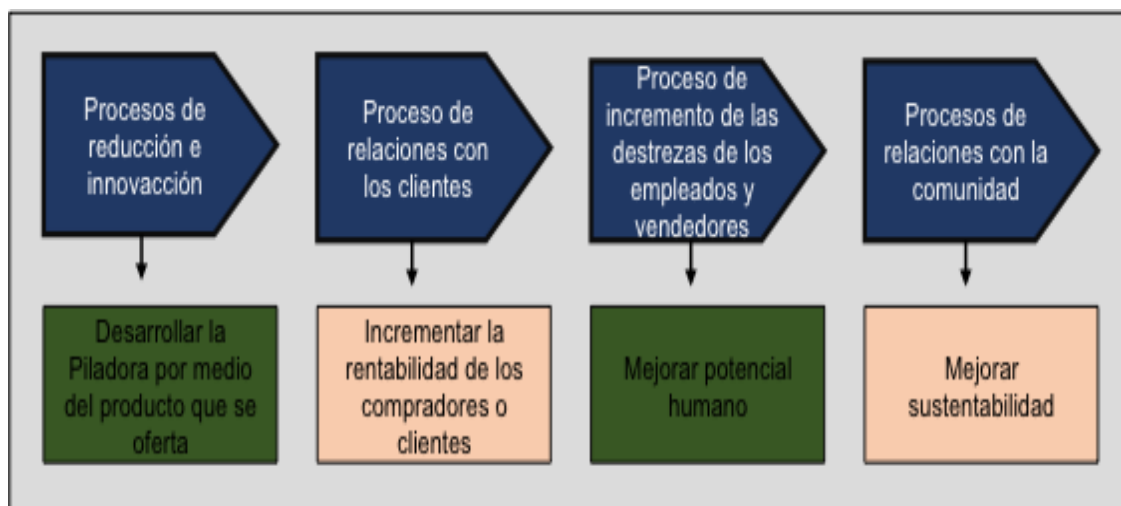 Procesos de
reducción e
innovacción
Proceso de
relaciones con
los clientes
Proceso de
incremento de las
destrezas de los
empleados y
vendedores
Procesos de
relaciones con la
comunidad
Desarrollar la
Piladora por medio
del producto que se
oferta
Incrementar la
rentabilidad de los
compradores o
clientes
Mejorar potencial
humano
Mejorar
sustentabilidad